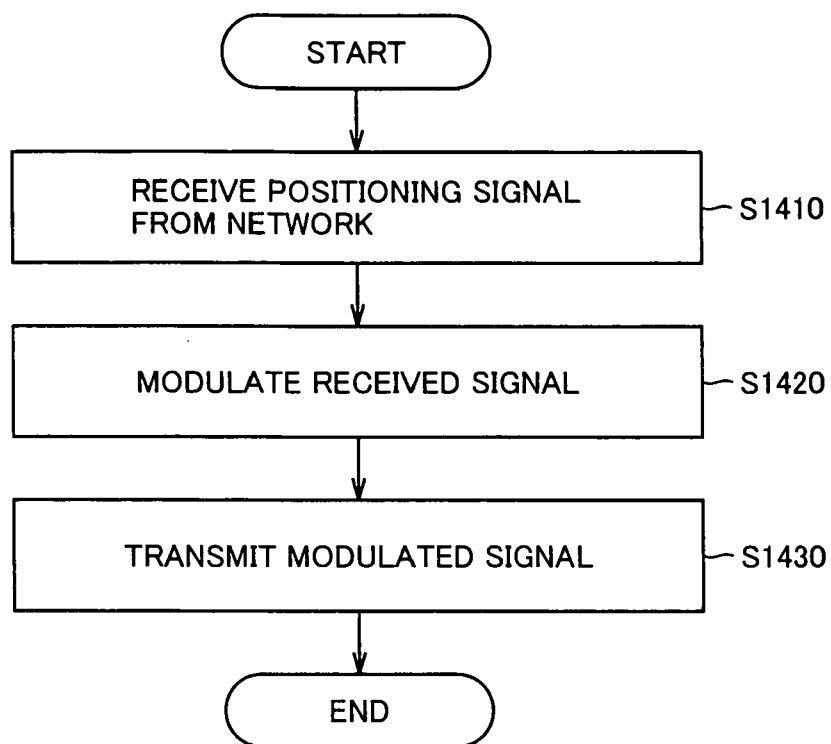 START
RECEIVE POSITIONING SIGNAL
FROM NETWORK
S1410
MODULATE RECEIVED SIGNAL
S1420
TRANSMIT MODULATED SIGNAL
S1430
END